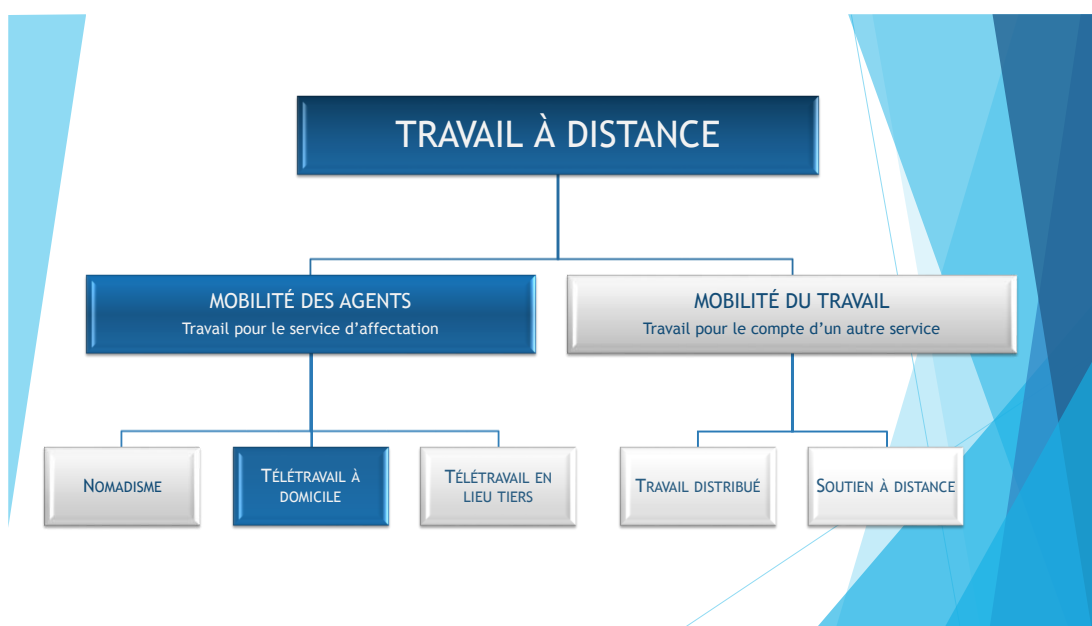 TRAVAIL À DISTANCE
MOBILITÉ DES AGENTS
Travail pour le service d’affectation
MOBILITÉ DU TRAVAIL
Travail pour le compte d’un autre service
NOMADISME
TÉLÉTRAVAIL À
DOMICILE
TÉLÉTRAVAIL EN
LIEU TIERS
TRAVAIL DISTRIBUÉ
SOUTIEN À DISTANCE